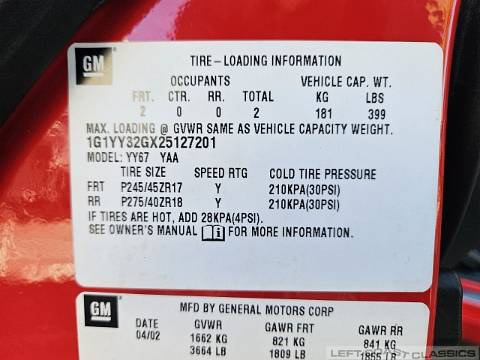 GM
TIRE-LOADING INFORMATION
OCCUPANTS VEHICLE CAP. WT.
FRT. CTR. RR. TOTAL KG LBS
2 0 0 2 181 399
MAX. LOADING @ GVWR SAME AS VEHICLE CAPACITY WEIGHT.
1G1YY32GX25127201
MODEL: YY67 YAA
TIRE SIZE SPEED RTG COLD TIRE PRESSURE
FRT P245/45ZR17 Y 210KPA(30PSI)
RR P275/40ZR18 Y 210KPA(30PSI)
IF TIRES ARE HOT, ADD 28KPA(4PSI).
SEE OWNER'S MANUAL i FOR MORE INFORMATION.
GM
MFD BY GENERAL MOTORS CORP
DATE GVWR GAWR FRT GAWR RR
04/02 1662 KG 821 KG 841 KG
3664 LB 1809 LB 1855 LB
LEFT COAST CLASSICS